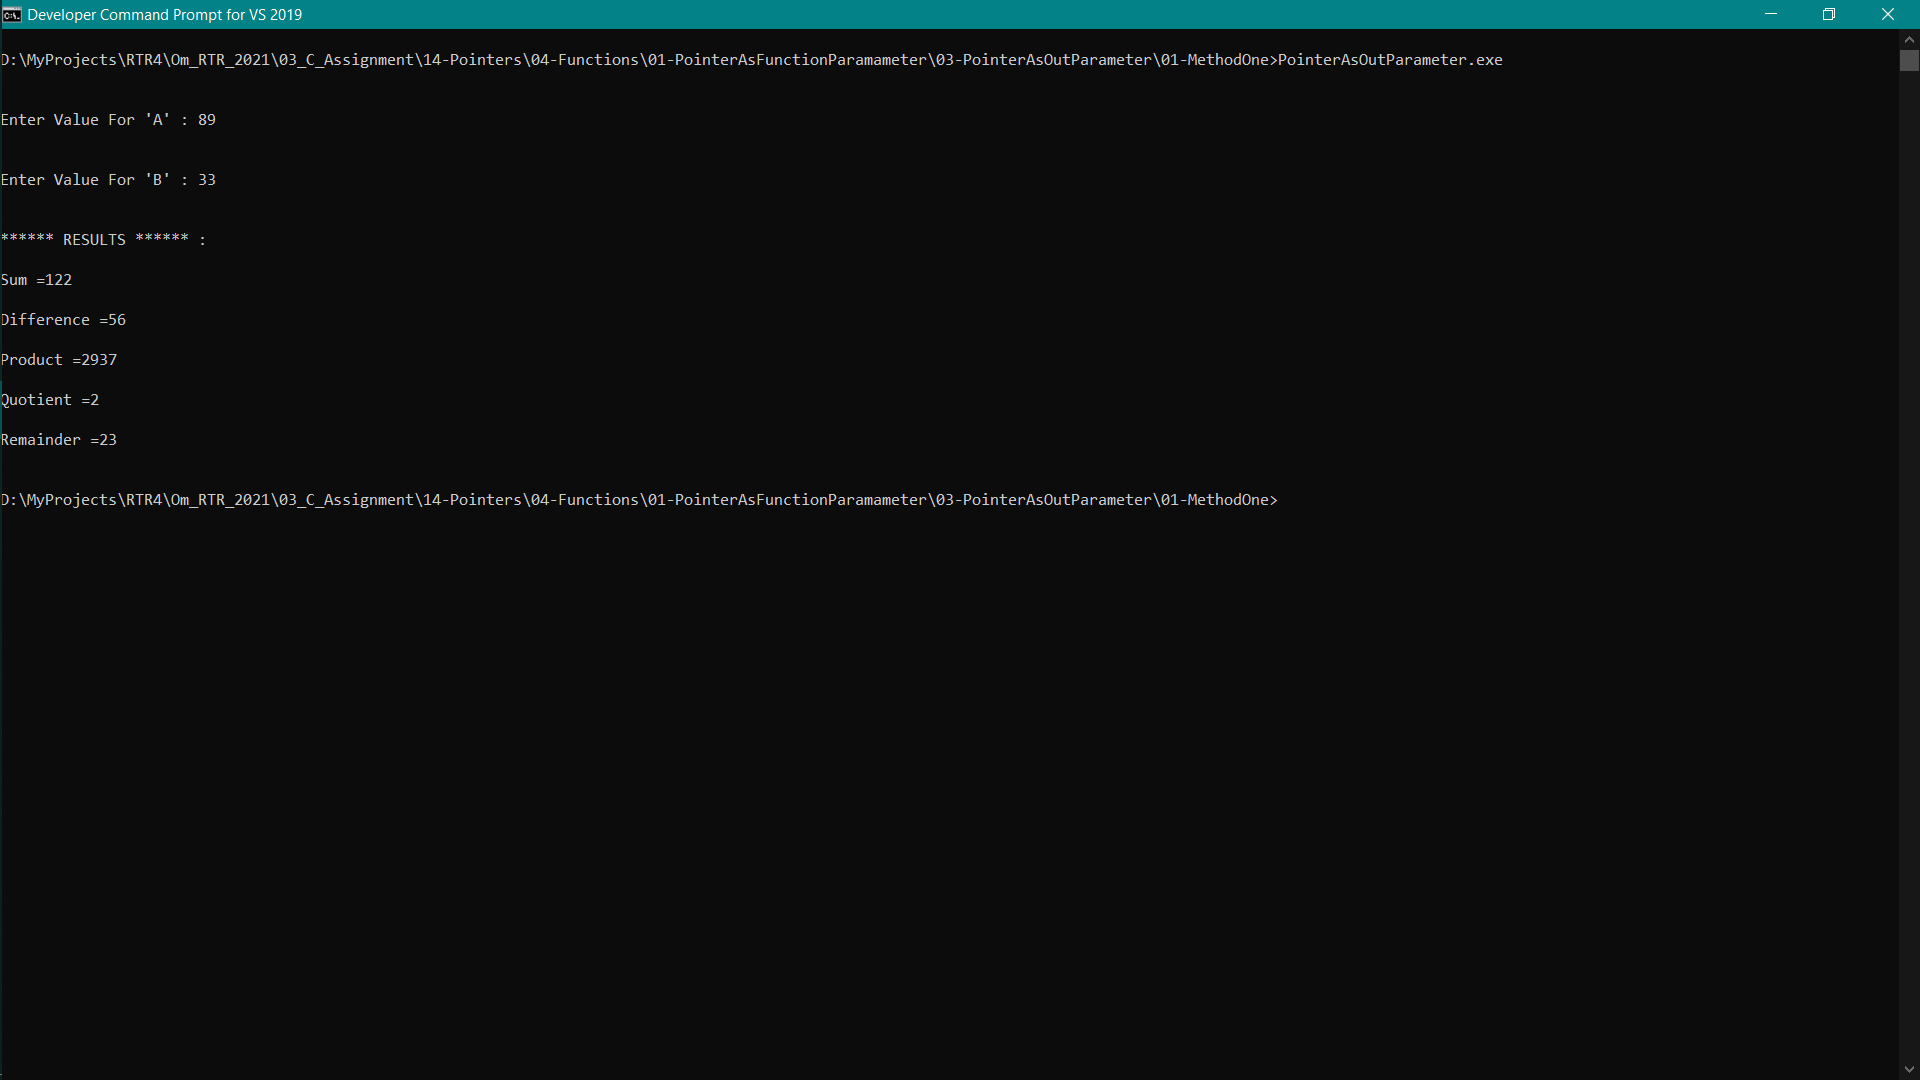 Developer Command Prompt for VS 2019
D:\MyProjects\RTR4\Om_RTR_2021\03_C_Assignment\14-Pointers\04-Functions\01-PointerAsFunctionParamameter\03-PointerAsOutParameter\01-MethodOne>PointerAsOutParameter.exe
Enter Value For 'A' : 89
Enter Value For 'B' : 33
****** RESULTS ****** :
Sum =122
Difference =56
Product =2937
Quotient =2
Remainder =23
D:\MyProjects\RTR4\Om_RTR_2021\03_C_Assignment\14-Pointers\04-Functions\01-PointerAsFunctionParamameter\03-PointerAsOutParameter\01-MethodOne>